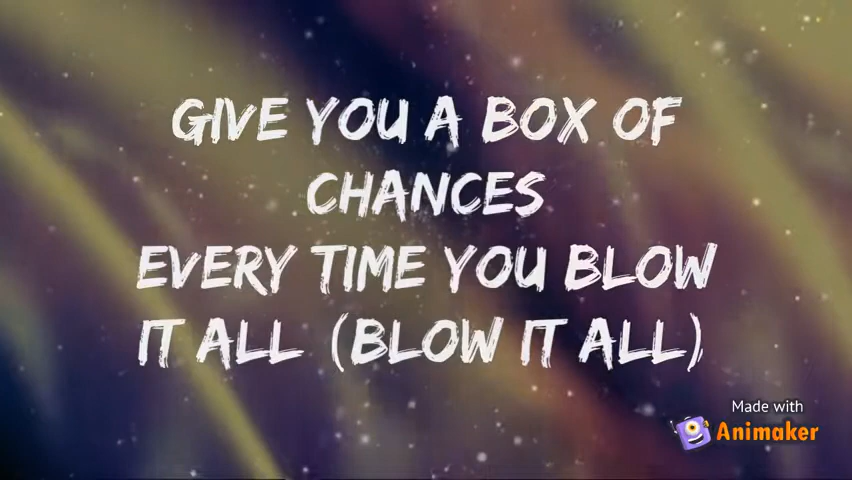 GIVE YOU A BOX OF
CHANCES
EVERY TIME YOU BLOW
IT ALL (BLOW IT ALL)
Made with
Animaker